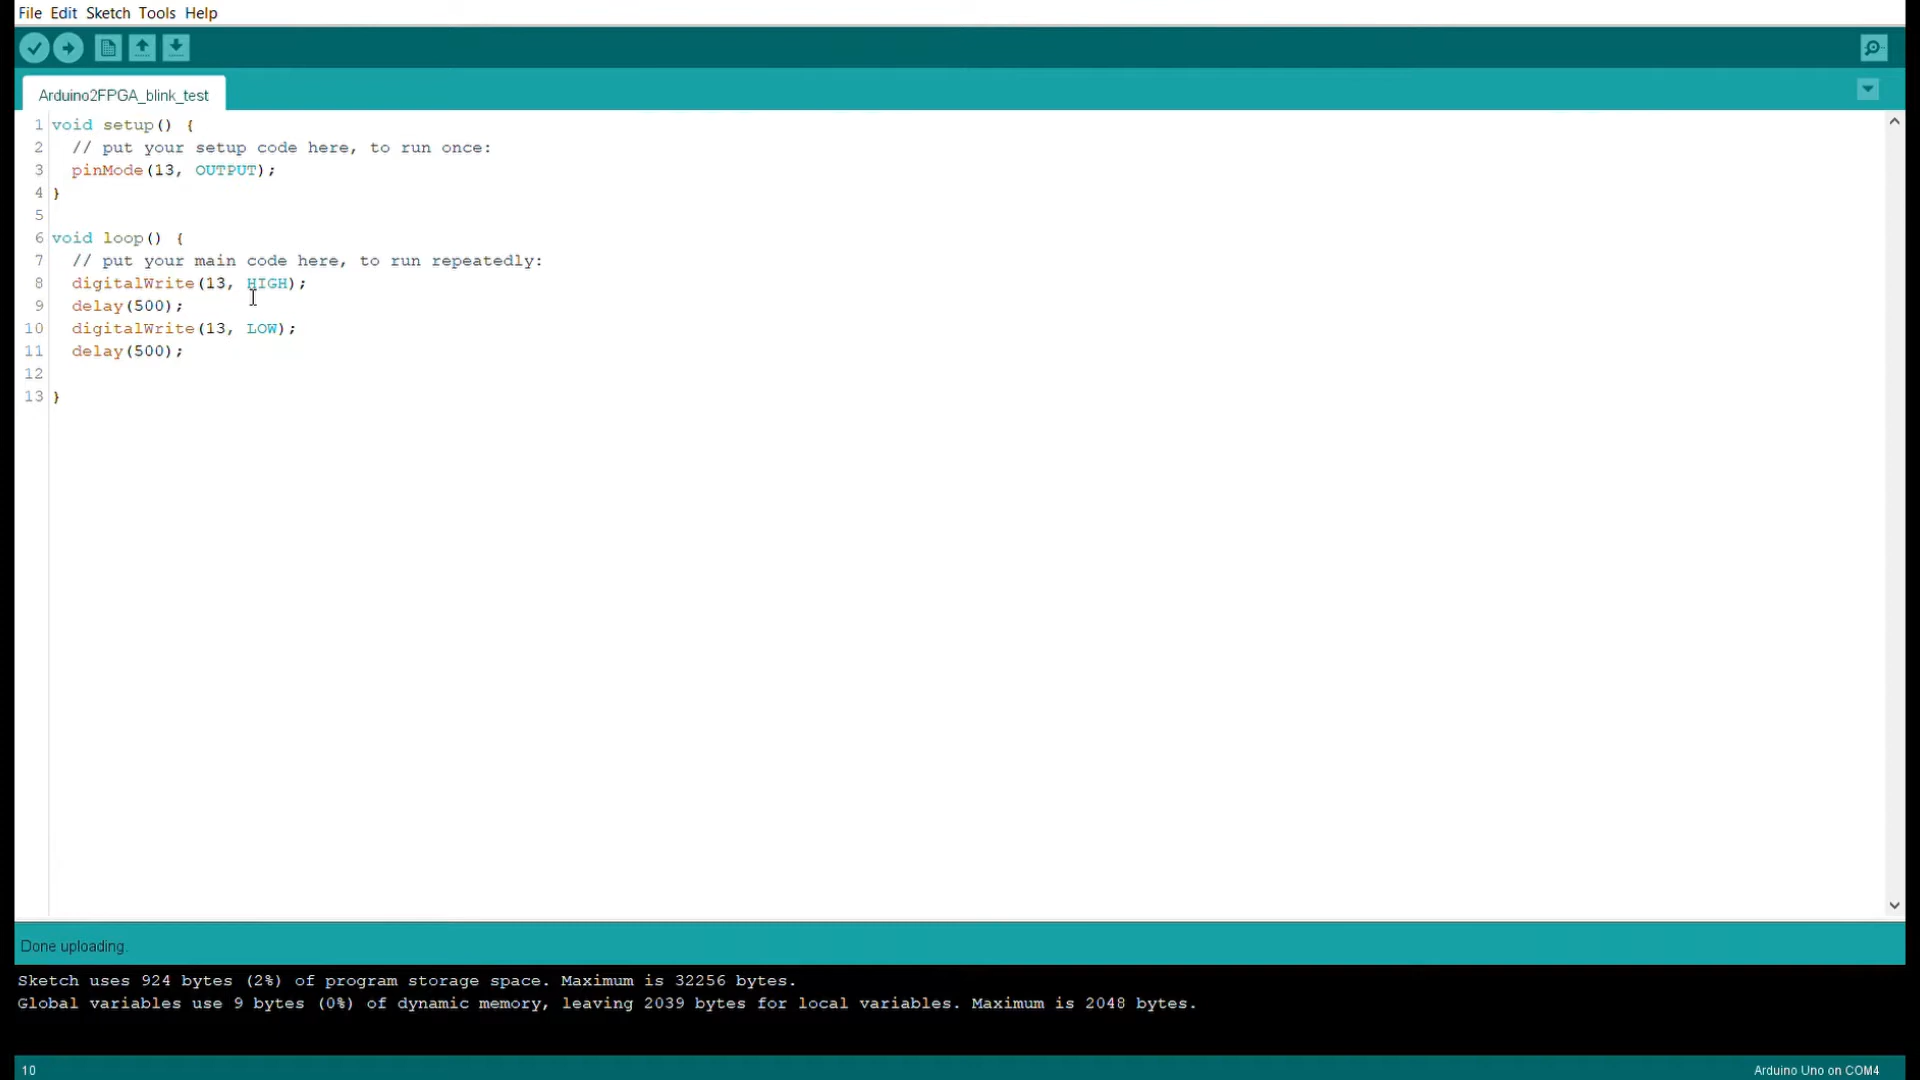 File Edit Sketch Tools Help
Arduino2FPGA_blink_test
1 void setup() {
2 // put your setup code here, to run once:
3 pinMode(13, OUTPUT);
4 }
5
6 void loop() {
7 // put your main code here, to run repeatedly:
8 digitalWrite(13, HIGH);
9 delay(500);
10 digitalWrite(13, LOW);
11 delay(500);
12
13 }
Done uploading.
Sketch uses 924 bytes (2%) of program storage space. Maximum is 32256 bytes.
Global variables use 9 bytes (0%) of dynamic memory, leaving 2039 bytes for local variables. Maximum is 2048 bytes.
10 Arduino Uno on COM4